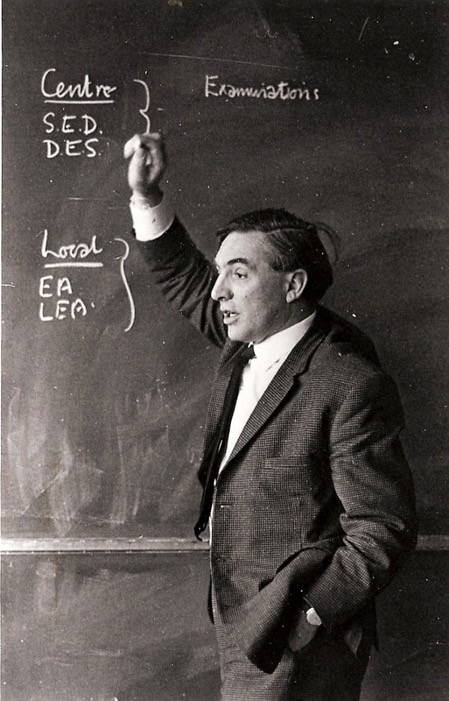 Centre
Examinations
S.E.D.
D.E.S.
Local
EA
LEA.